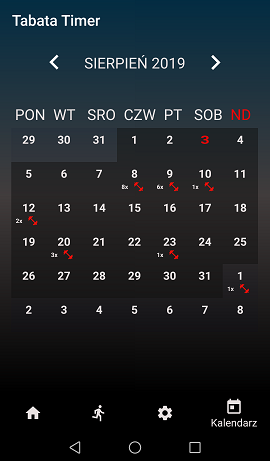 Tabata Timer
SIERPIEŃ 2019
PON WT SRO CZW PT SOB ND
29 30 31 1 2 3 4
5 6 7 8 9 10 11
8x 6x 1x
12 13 14 15 16 17 18
2x
19 20 21 22 23 24 25
3x 1x
26 27 28 29 30 31 1
1x
2 3 4 5 6 7 8
Kalendarz